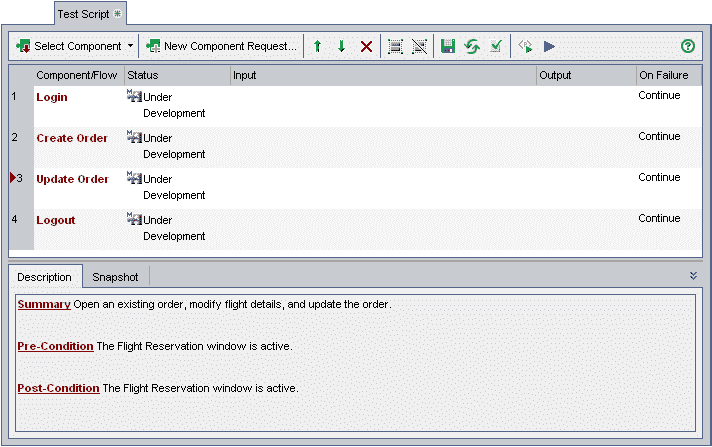 Test Script
Select Component New Component Request...
Component/Flow Status Input Output On Failure
1 Login M Under Development Continue
2 Create Order M Under Development Continue
3 Update Order M Under Development Continue
4 Logout M Under Development Continue
Description Snapshot
Summary Open an existing order, modify flight details, and update the order.
Pre-Condition The Flight Reservation window is active.
Post-Condition The Flight Reservation window is active.